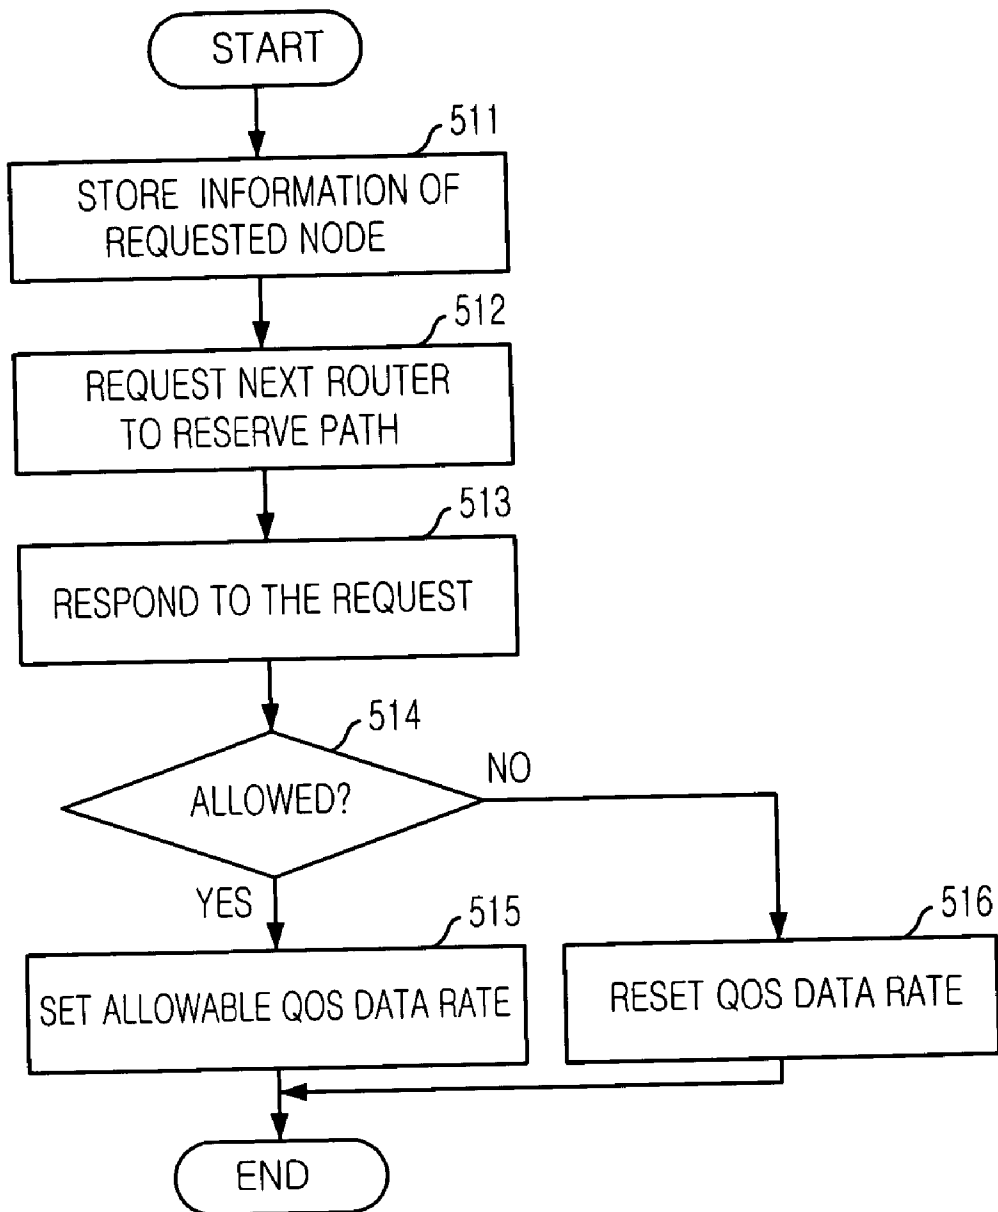 START
511
STORE INFORMATION OF
REQUESTED NODE
512
REQUEST NEXT ROUTER
TO RESERVE PATH
513
RESPOND TO THE REQUEST
514
ALLOWED?
NO
YES
515
SET ALLOWABLE QOS DATA RATE
516
RESET QOS DATA RATE
END